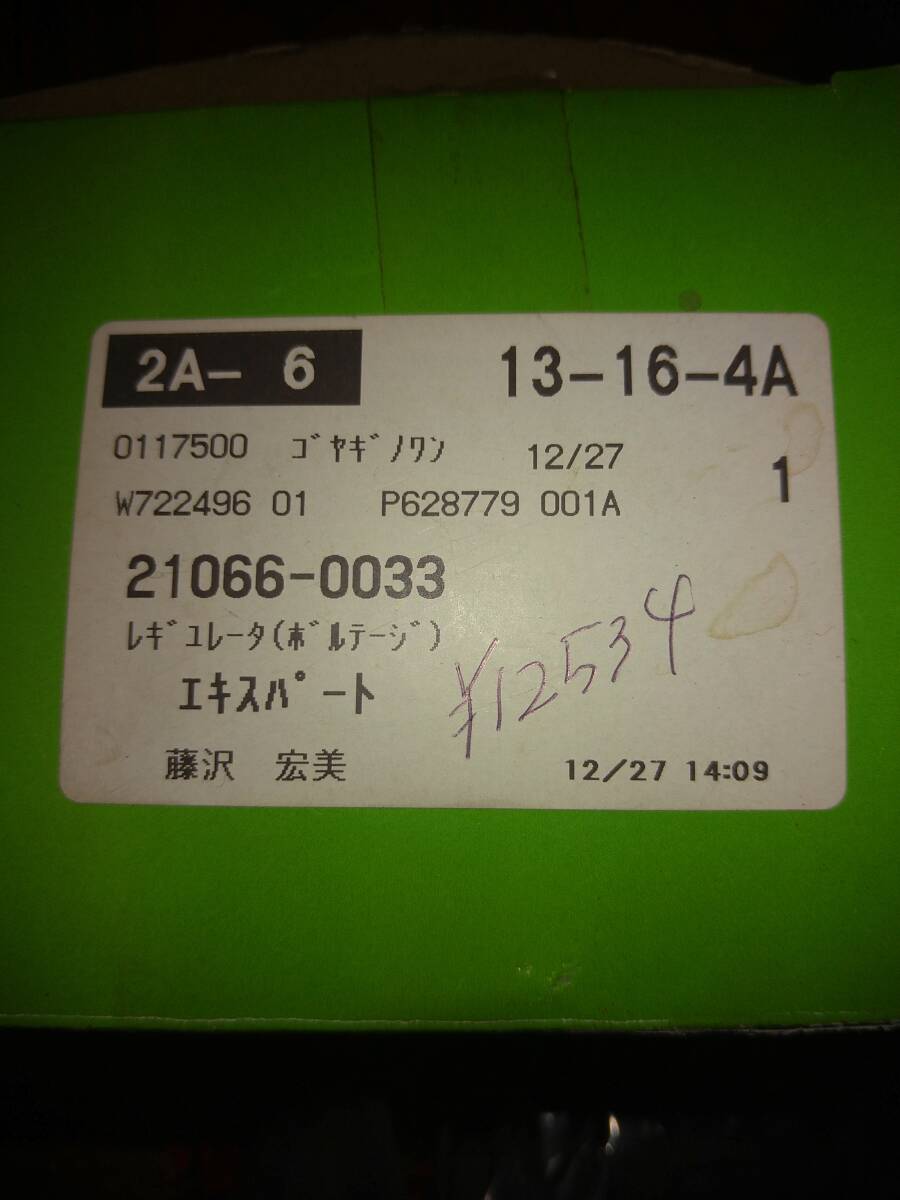 2A- 6 13-16-4A
0117500 ｺﾞﾔｷﾞﾉﾜﾝ 12/27
1
W722496 01 P628779 001A
21066-0033
ﾚｷﾞｭﾚｰﾀ(ﾎﾞﾙﾃｰｼﾞ)
ｴｷｽﾊﾟｰﾄ
¥12534
藤沢 宏美 12/27 14:09